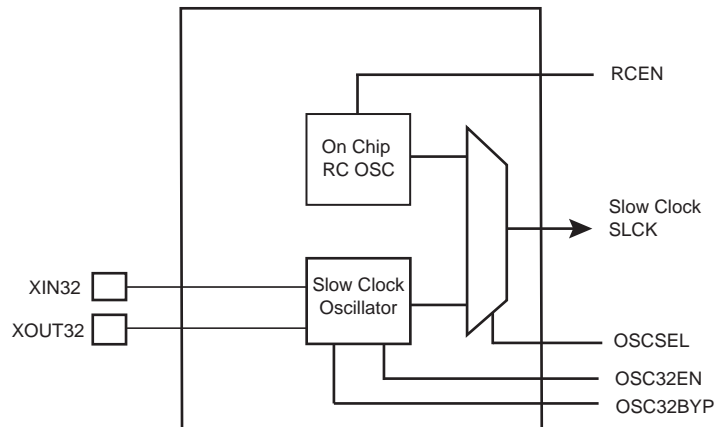 RCEN
On Chip
RC OSC
Slow Clock
SLCK
XIN32
Slow Clock
Oscillator
XOUT32
OSCSEL
OSC32EN
OSC32BYP